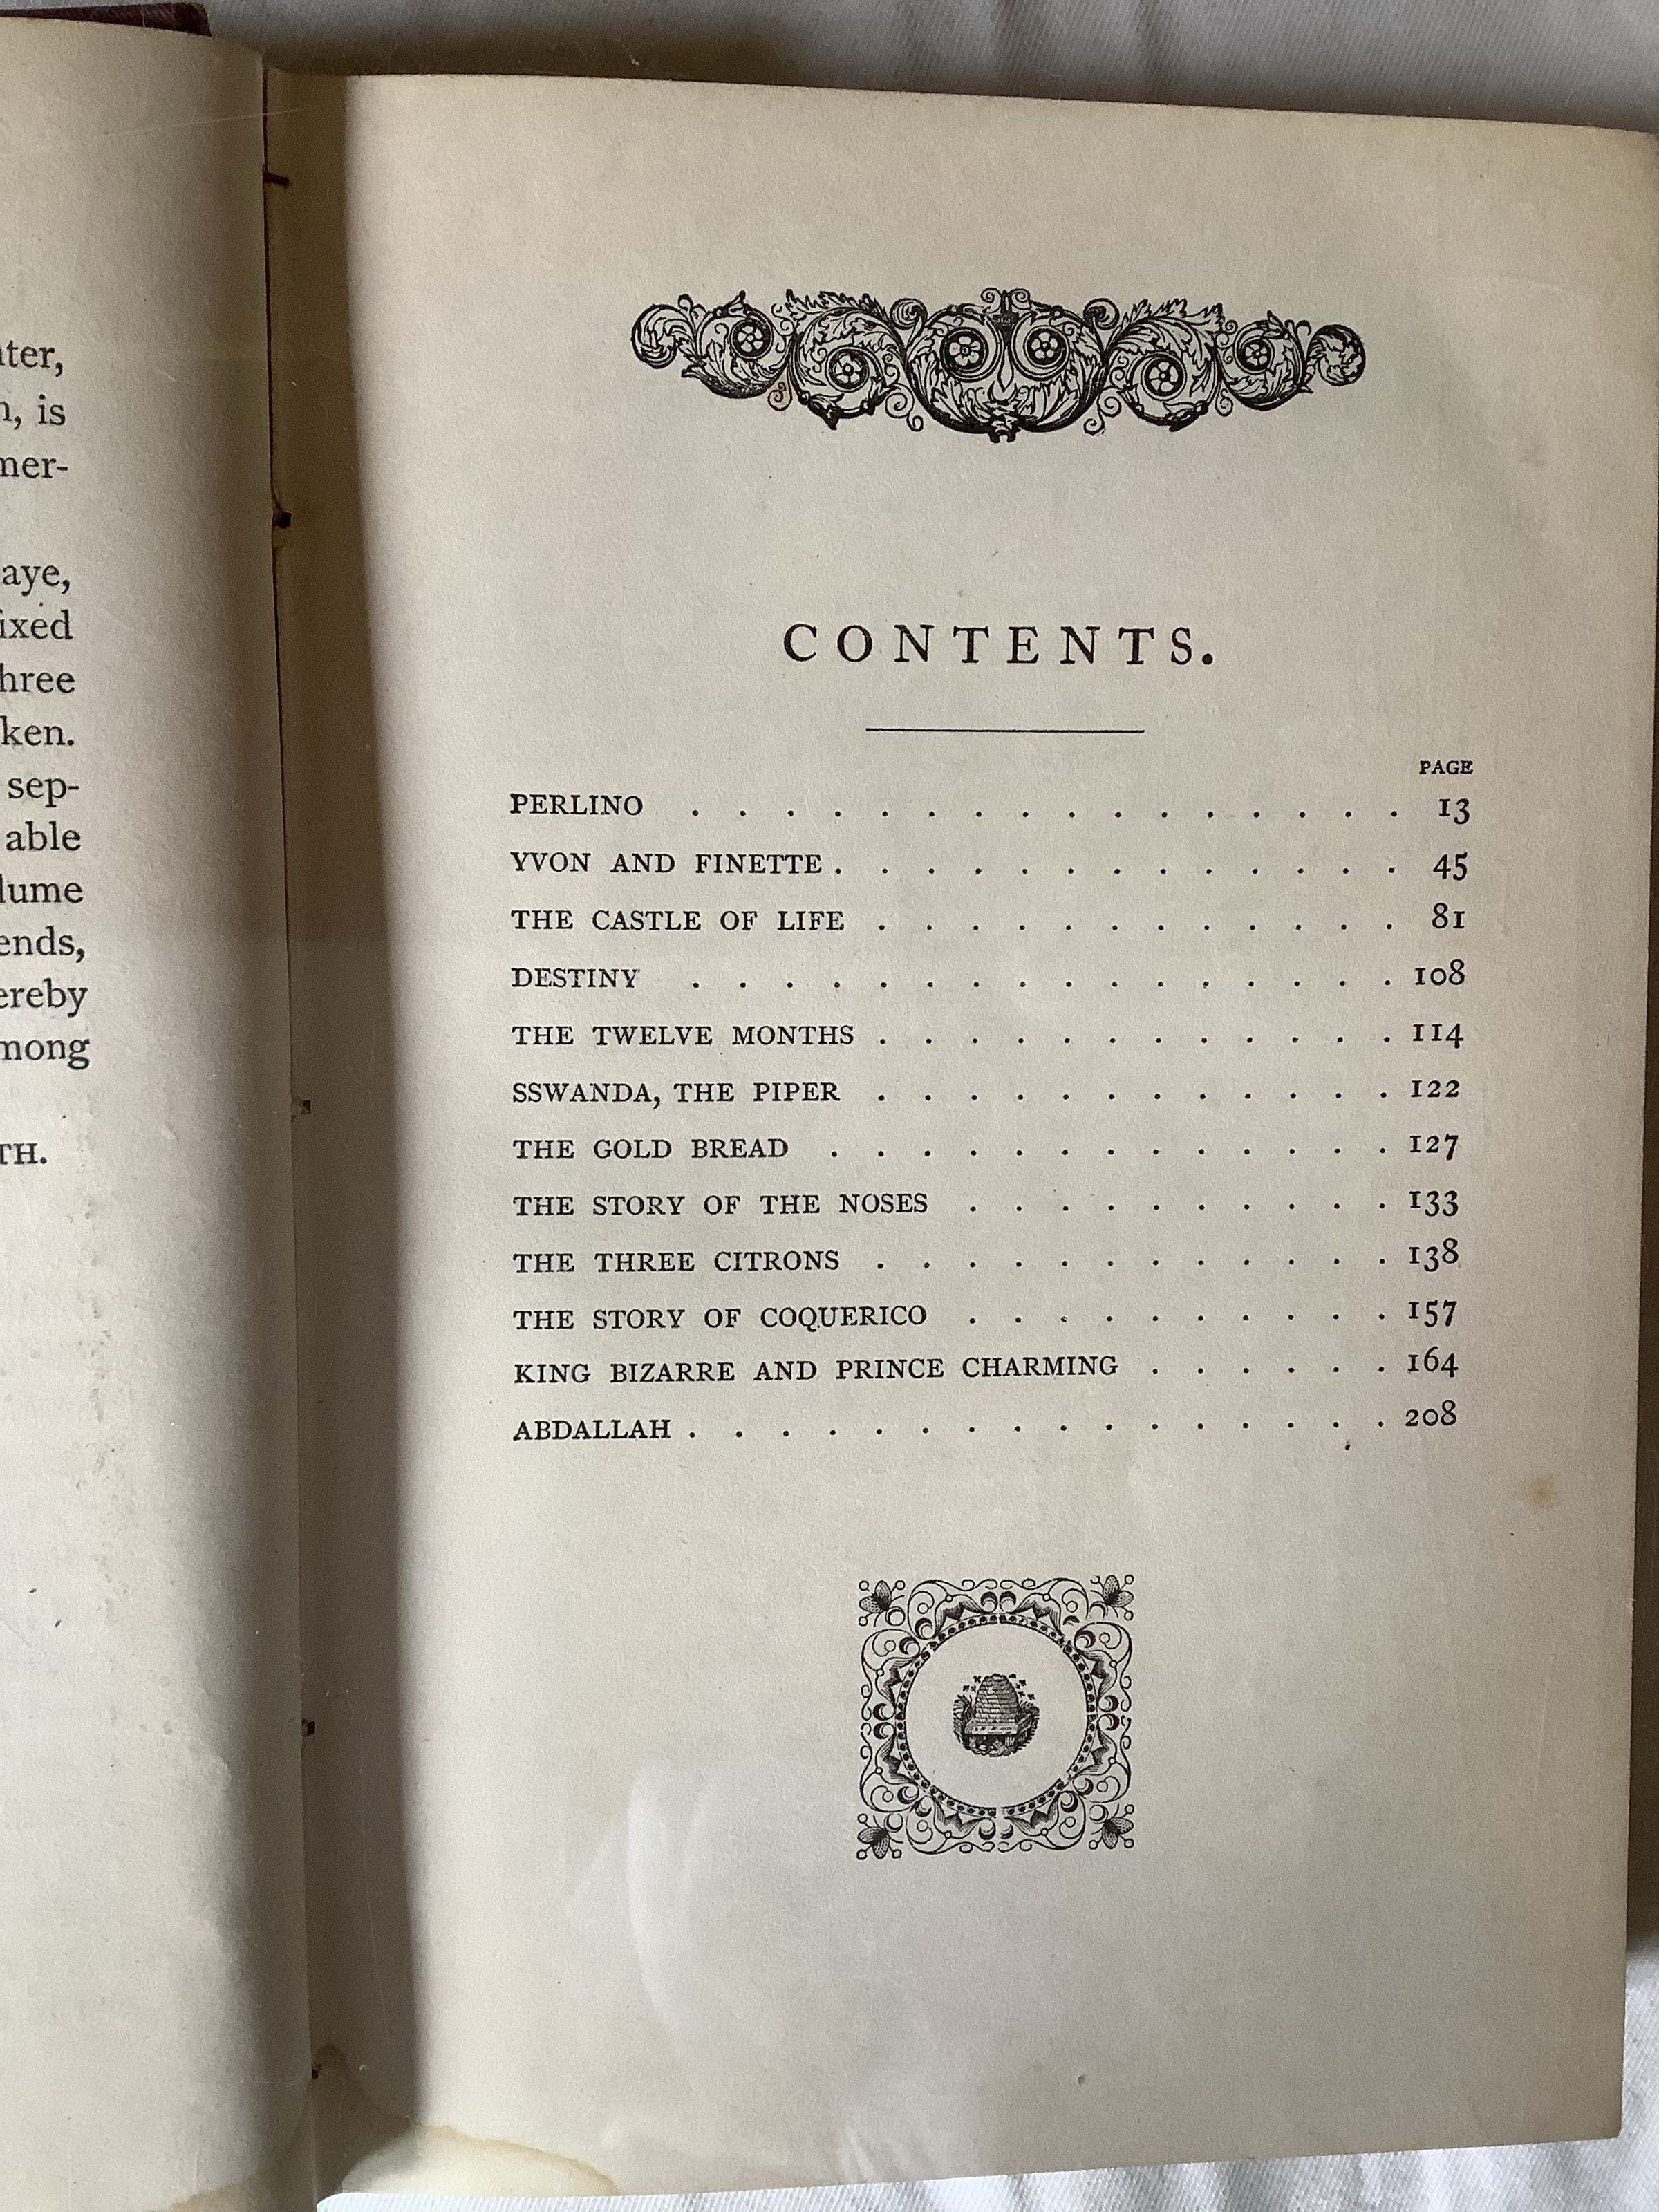 ter,
, is
mer-
aye,
ixed
hree
ken.
sep-
able
lume
ends,
ereby
mong
TH.
CONTENTS.
PAGE
PERLINO . . . . . . . . . . . . . . . . 13
YVON AND FINETTE . . . . . . . . . . . . . 45
THE CASTLE OF LIFE . . . . . . . . . . . . 81
DESTINY . . . . . . . . . . . . . . . . 108
THE TWELVE MONTHS . . . . . . . . . . . . 114
SSWANDA, THE PIPER . . . . . . . . . . . . 122
THE GOLD BREAD . . . . . . . . . . . . . 127
THE STORY OF THE NOSES . . . . . . . . . . 133
THE THREE CITRONS . . . . . . . . . . . . 138
THE STORY OF COQUERICO . . . . . . . . . . 157
KING BIZARRE AND PRINCE CHARMING . . . . . . 164
ABDALLAH . . . . . . . . . . . . . . . . 208